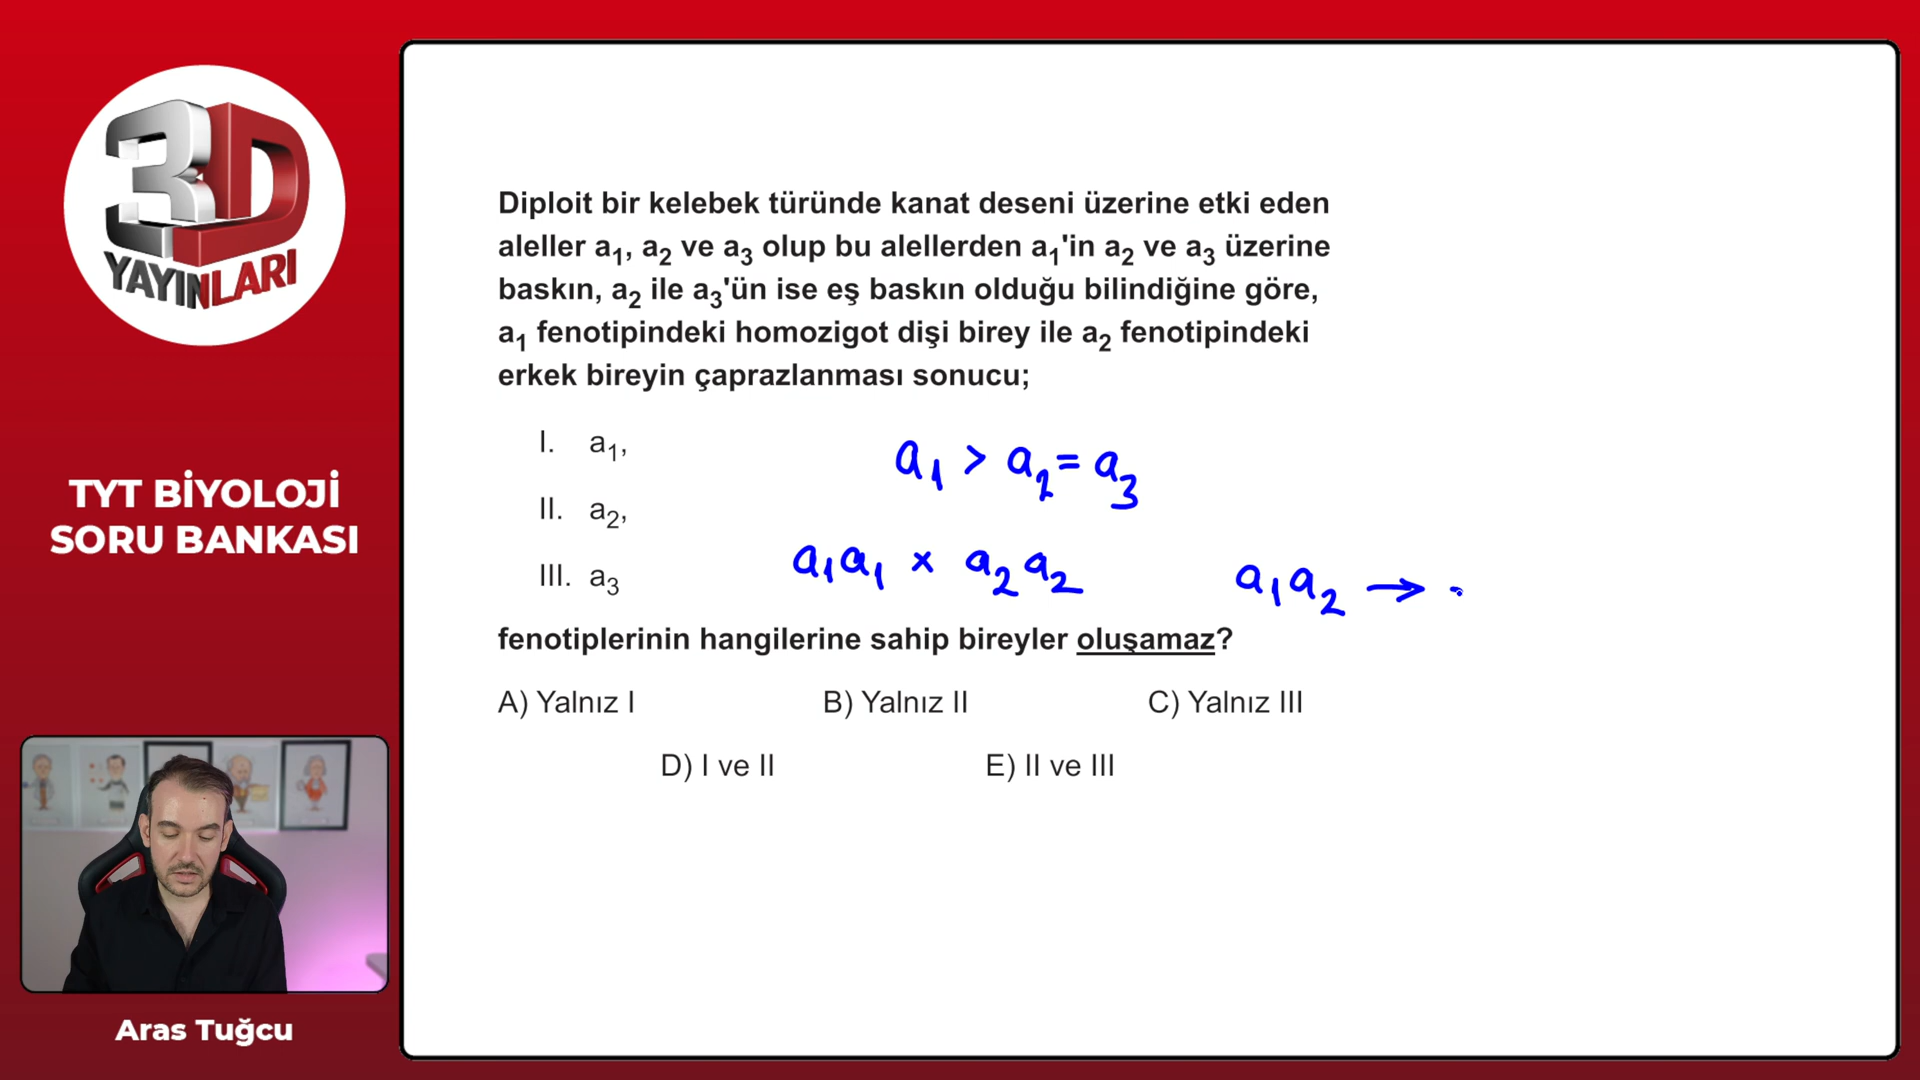 3D
YAYINLARI
TYT BİYOLOJİ
SORU BANKASI
Aras Tuğcu
Diploit bir kelebek türünde kanat deseni üzerine etki eden
aleller a₁, a₂ ve a₃ olup bu alellerden a₁'in a₂ ve a₃ üzerine
baskın, a₂ ile a₃'ün ise eş baskın olduğu bilindiğine göre,
a₁ fenotipindeki homozigot dişi birey ile a₂ fenotipindeki
erkek bireyin çaprazlanması sonucu;
I. a₁,
II. a₂,
III. a₃
a₁ > a₂ = a₃
a₁a₁ x a₂a₂
a₁a₂ →
fenotiplerinin hangilerine sahip bireyler oluşamaz?
A) Yalnız I
B) Yalnız II
C) Yalnız III
D) I ve II
E) II ve III